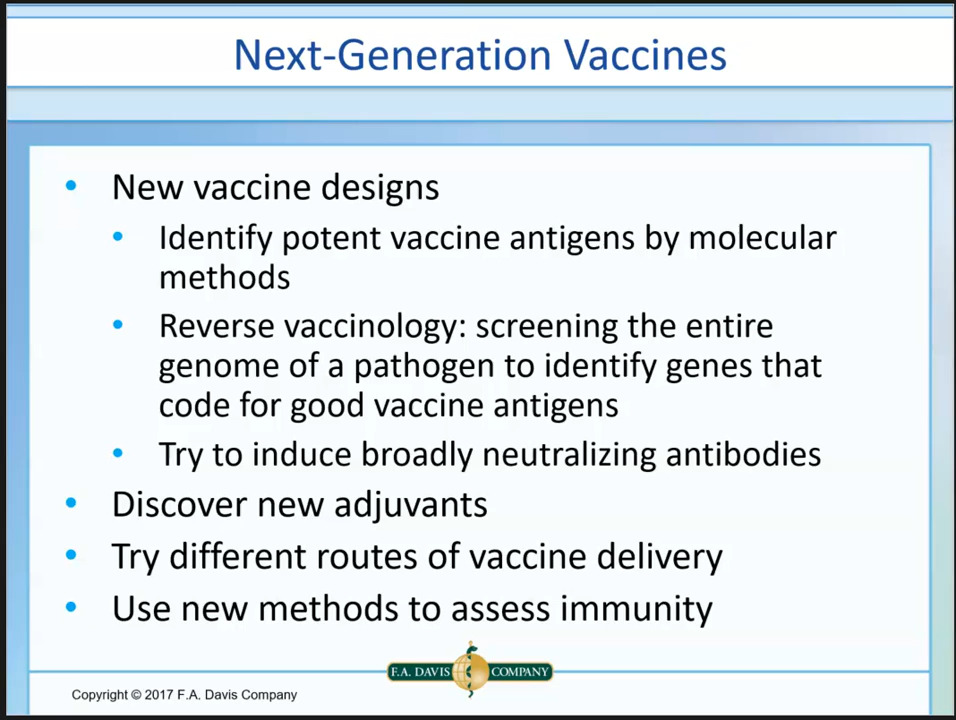 Next-Generation Vaccines
• New vaccine designs
• Identify potent vaccine antigens by molecular
methods
• Reverse vaccinology: screening the entire
genome of a pathogen to identify genes that
code for good vaccine antigens
• Try to induce broadly neutralizing antibodies
• Discover new adjuvants
• Try different routes of vaccine delivery
• Use new methods to assess immunity
F.A. DAVIS COMPANY
Copyright © 2017 F.A. Davis Company